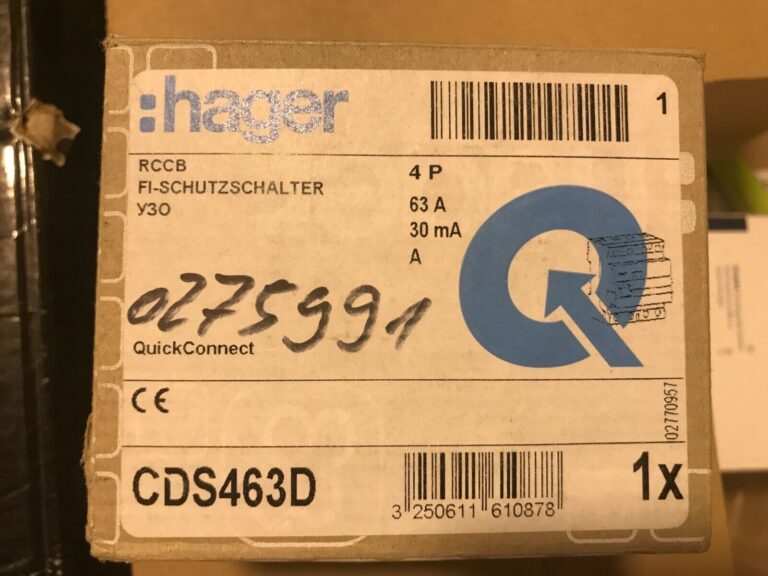 :hager
1
RCCB
FI-SCHUTZSCHALTER
УЗО
4 P
63 A
30 mA
A
0275991
QuickConnect
CE
02770957
CDS463D
3 250611 610878
1x